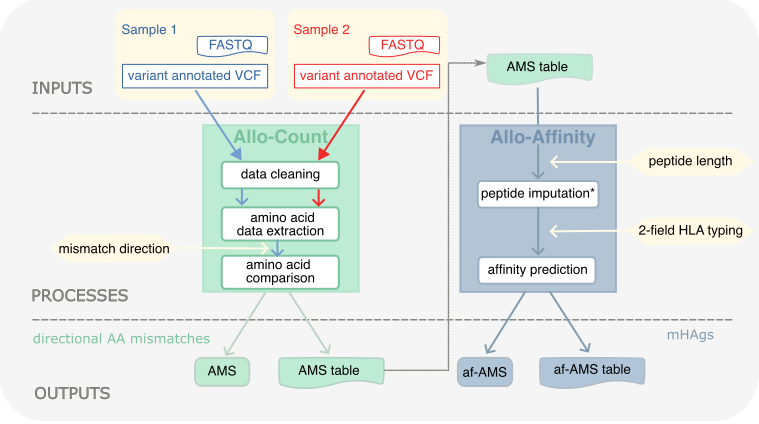 Sample 1
FASTQ
variant annotated VCF
Sample 2
FASTQ
variant annotated VCF
AMS table
INPUTS
Allo-Count
data cleaning
amino acid
data extraction
mismatch direction
amino acid
comparison
Allo-Affinity
peptide length
peptide imputation*
2-field HLA typing
affinity prediction
PROCESSES
directional AA mismatches
mHAgs
AMS
AMS table
af-AMS
af-AMS table
OUTPUTS